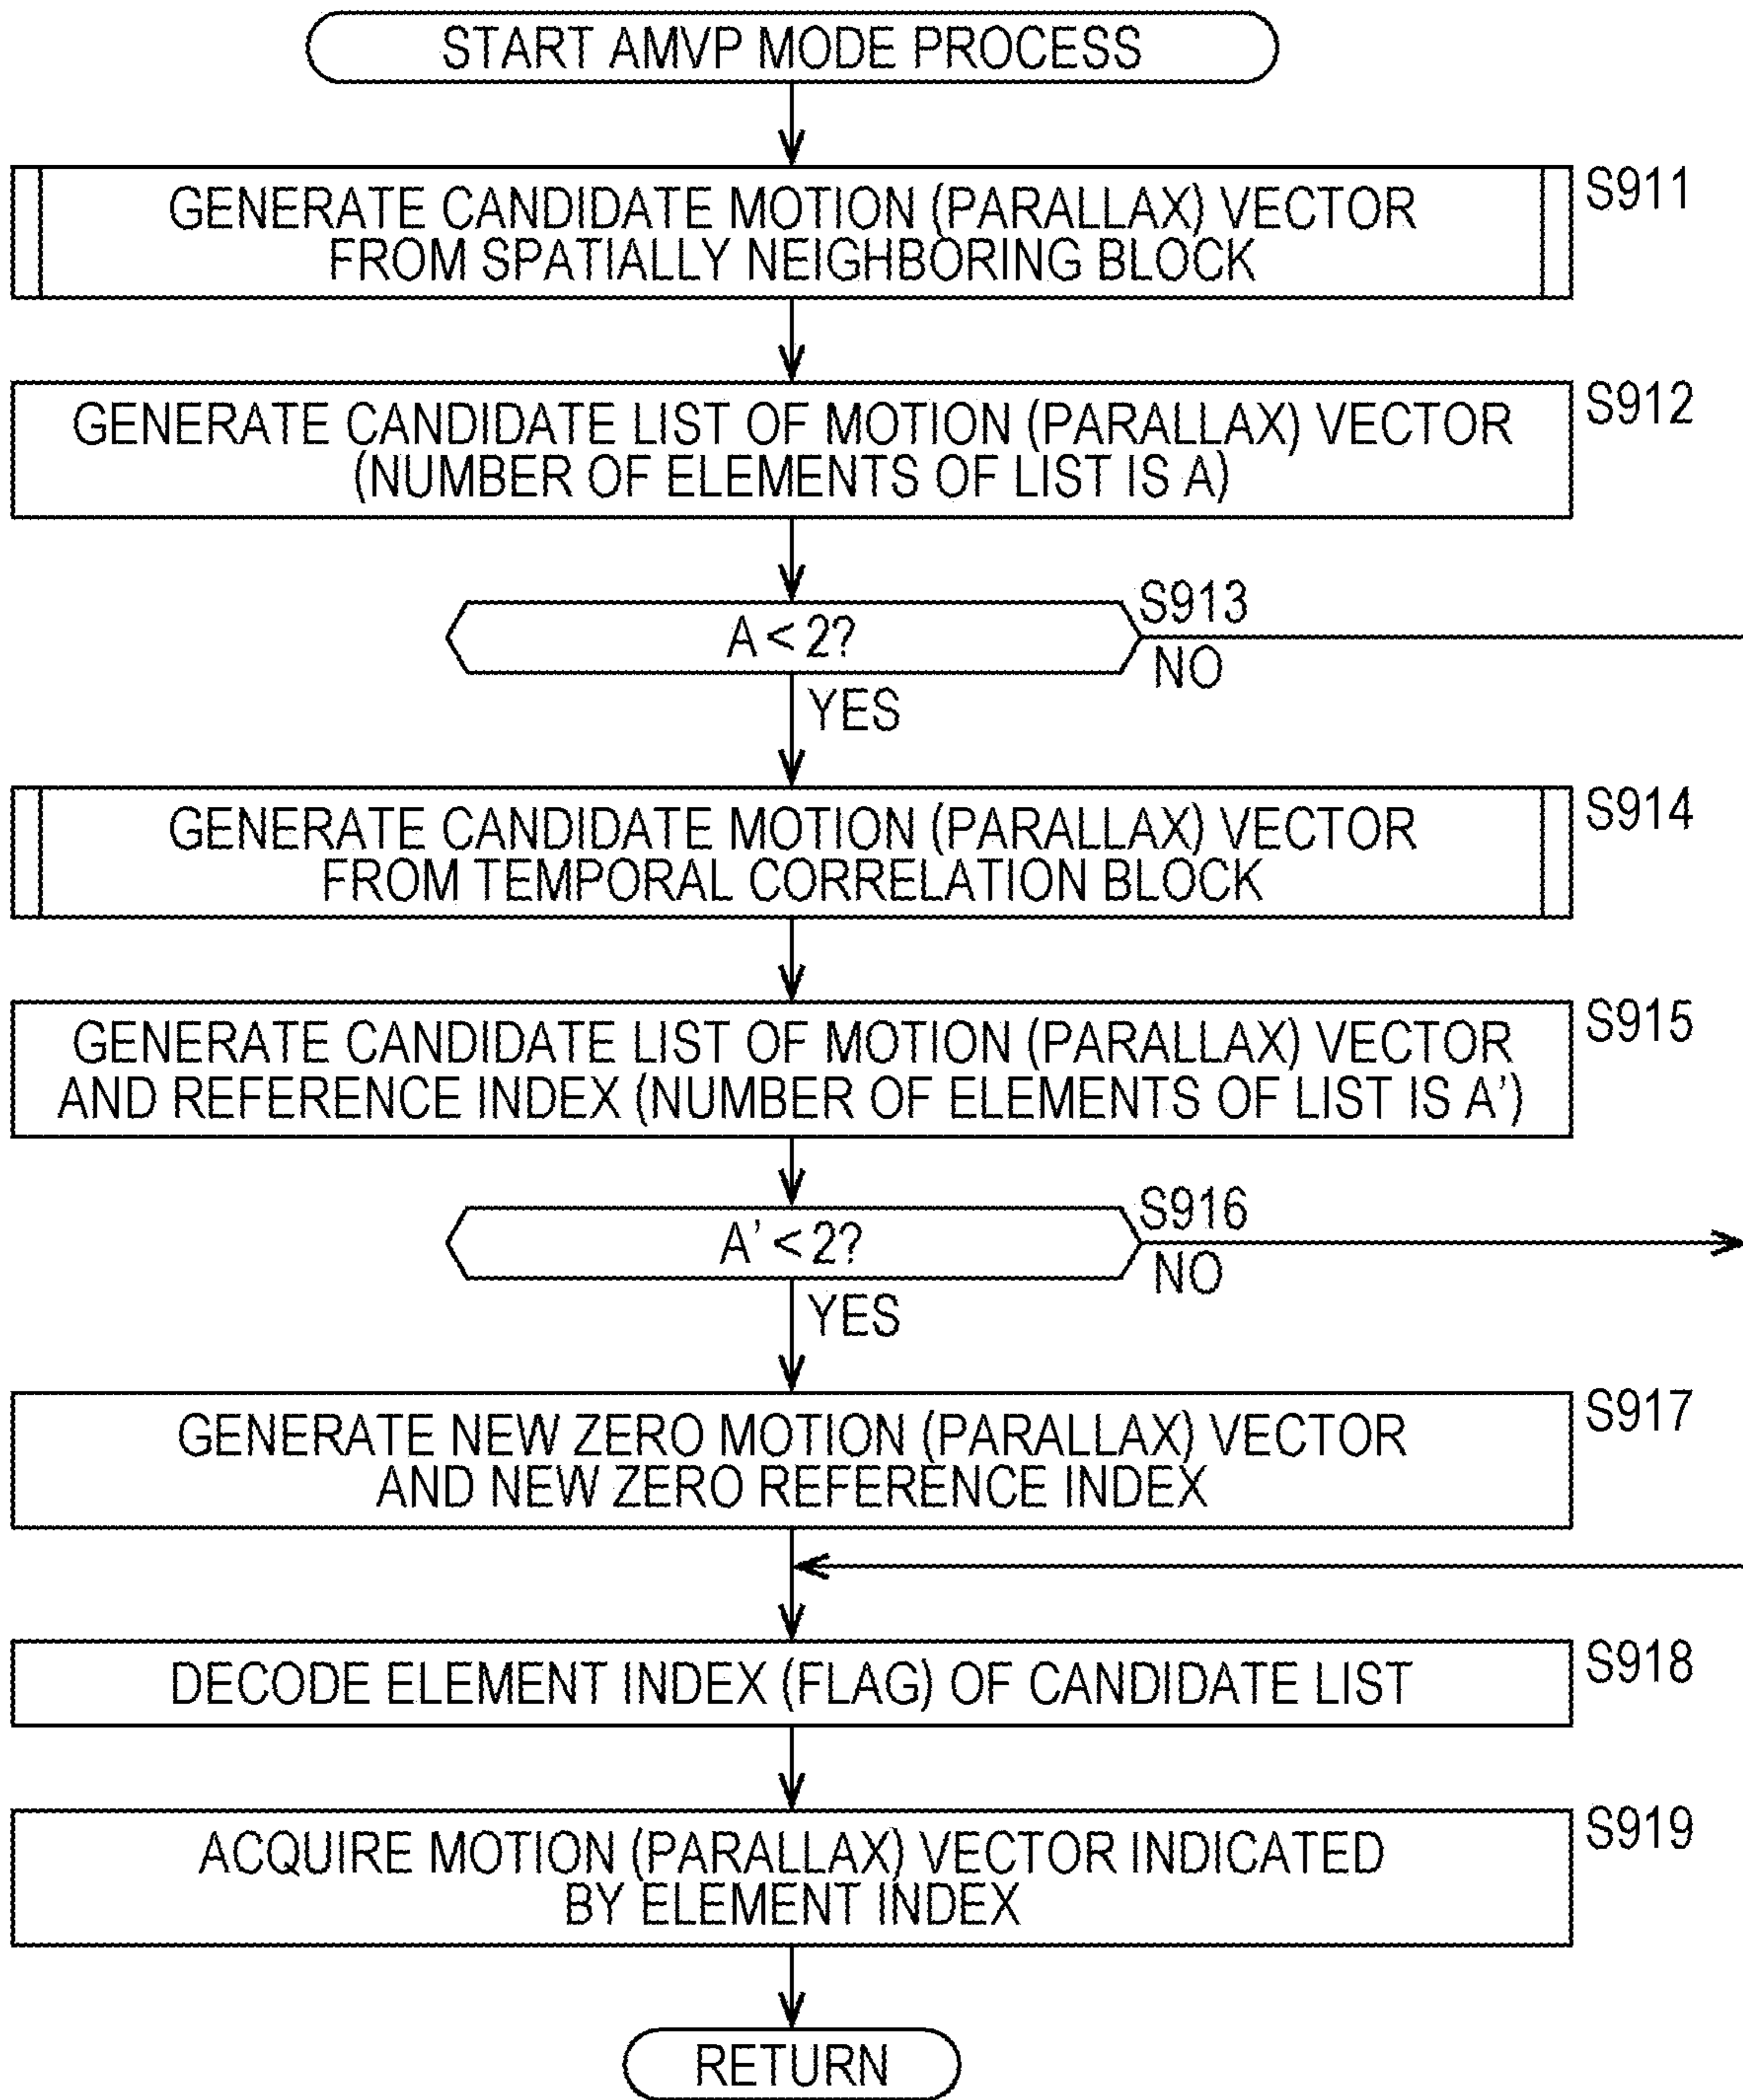 START AMVP MODE PROCESS
GENERATE CANDIDATE MOTION (PARALLAX) VECTOR
FROM SPATIALLY NEIGHBORING BLOCK
S911
GENERATE CANDIDATE LIST OF MOTION (PARALLAX) VECTOR
(NUMBER OF ELEMENTS OF LIST IS A)
S912
A < 2?
S913
NO
YES
GENERATE CANDIDATE MOTION (PARALLAX) VECTOR
FROM TEMPORAL CORRELATION BLOCK
S914
GENERATE CANDIDATE LIST OF MOTION (PARALLAX) VECTOR
AND REFERENCE INDEX (NUMBER OF ELEMENTS OF LIST IS A')
S915
A' < 2?
S916
NO
YES
GENERATE NEW ZERO MOTION (PARALLAX) VECTOR
AND NEW ZERO REFERENCE INDEX
S917
DECODE ELEMENT INDEX (FLAG) OF CANDIDATE LIST
S918
ACQUIRE MOTION (PARALLAX) VECTOR INDICATED
BY ELEMENT INDEX
S919
RETURN